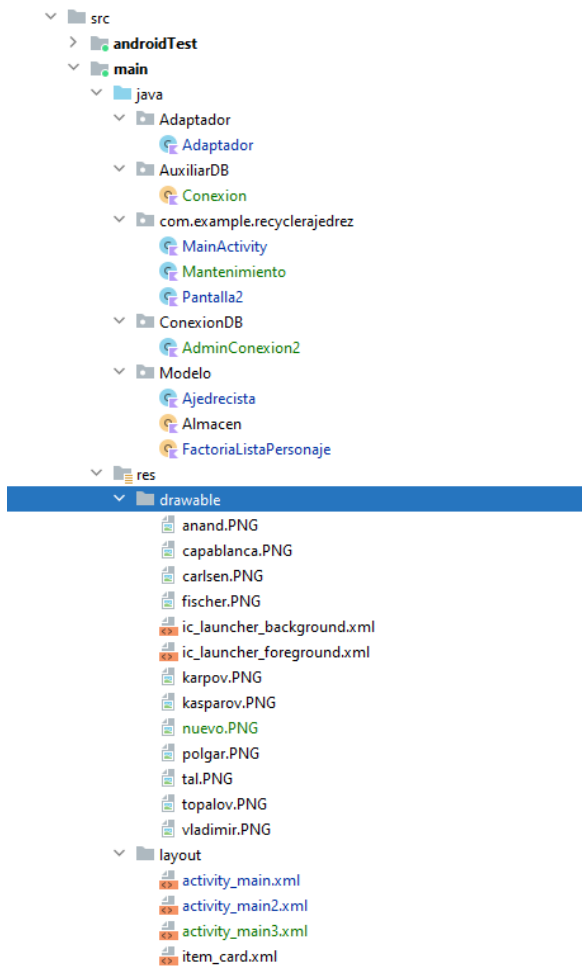 src
androidTest
main
java
Adaptador
Adaptador
AuxiliarDB
Conexion
com.example.recyclerajedrez
MainActivity
Mantenimiento
Pantalla2
ConexionDB
AdminConexion2
Modelo
Ajedrecista
Almacen
FactoriaListaPersonaje
res
drawable
anand.PNG
capablanca.PNG
carlsen.PNG
fischer.PNG
ic_launcher_background.xml
ic_launcher_foreground.xml
karpov.PNG
kasparov.PNG
nuevo.PNG
polgar.PNG
tal.PNG
topalov.PNG
vladimir.PNG
layout
activity_main.xml
activity_main2.xml
activity_main3.xml
item_card.xml